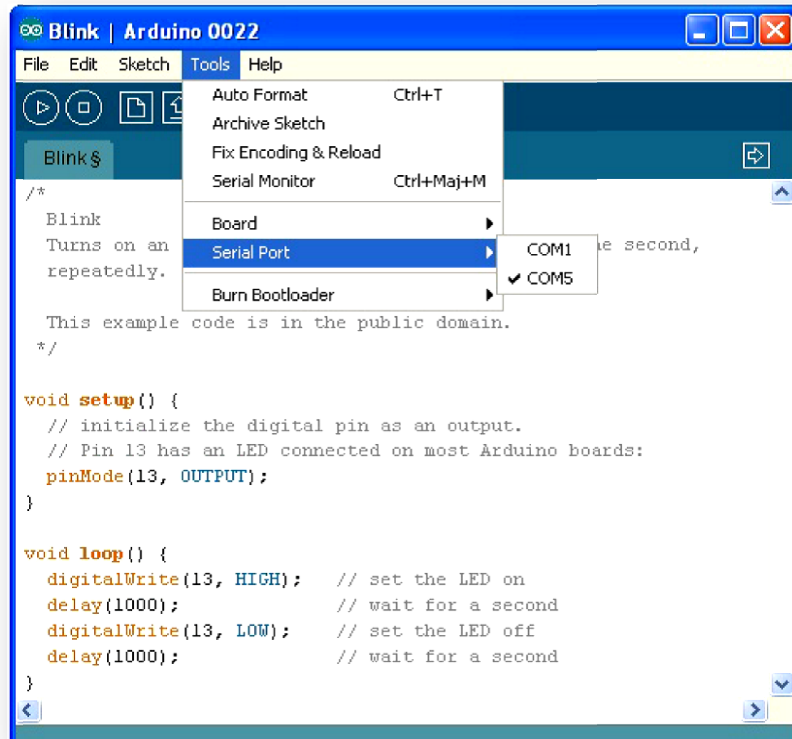 Blink | Arduino 0022
File Edit Sketch Tools Help
Auto Format Ctrl+T
Archive Sketch
Fix Encoding & Reload
Serial Monitor Ctrl+Maj+M
Board
Serial Port
Burn Bootloader
COM1
COM5
Blink§
/*
Blink
Turns on an second,
repeatedly.
This example code is in the public domain.
*/
void setup() {
// initialize the digital pin as an output.
// Pin 13 has an LED connected on most Arduino boards:
pinMode(13, OUTPUT);
}
void loop() {
digitalWrite(13, HIGH); // set the LED on
delay(1000); // wait for a second
digitalWrite(13, LOW); // set the LED off
delay(1000); // wait for a second
}